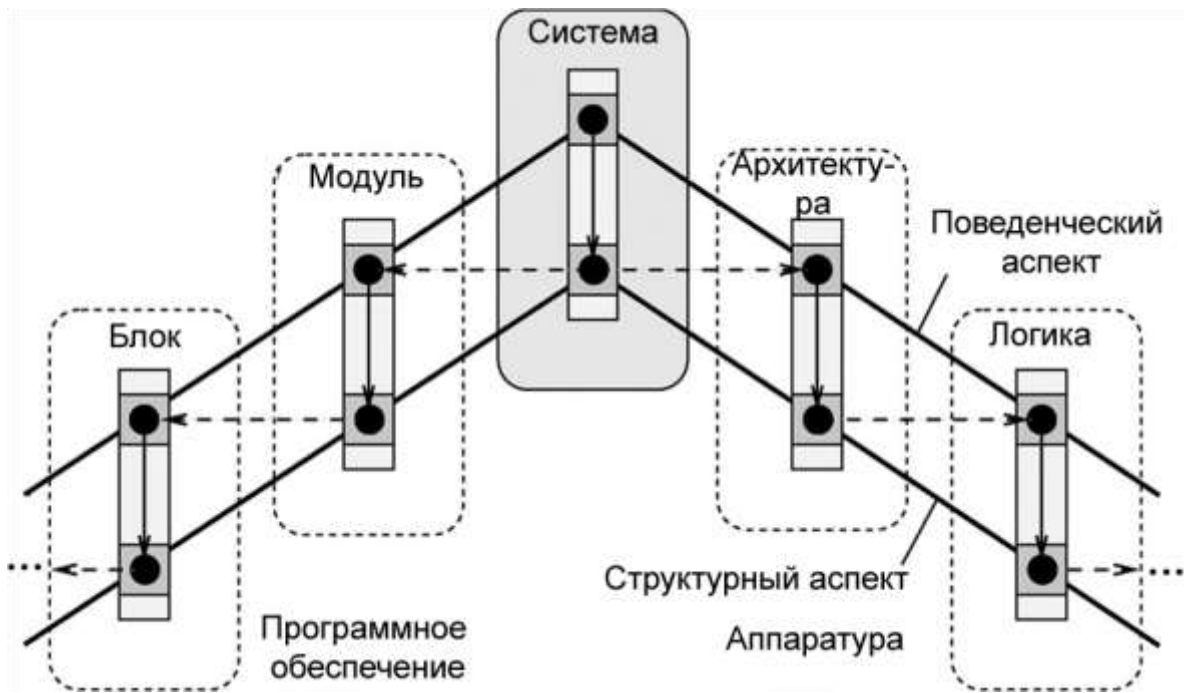 Система
Модуль
Архитекту-
ра
Поведенческий
аспект
Блок
Логика
...
...
Структурный аспект
Программное
обеспечение
Аппаратура